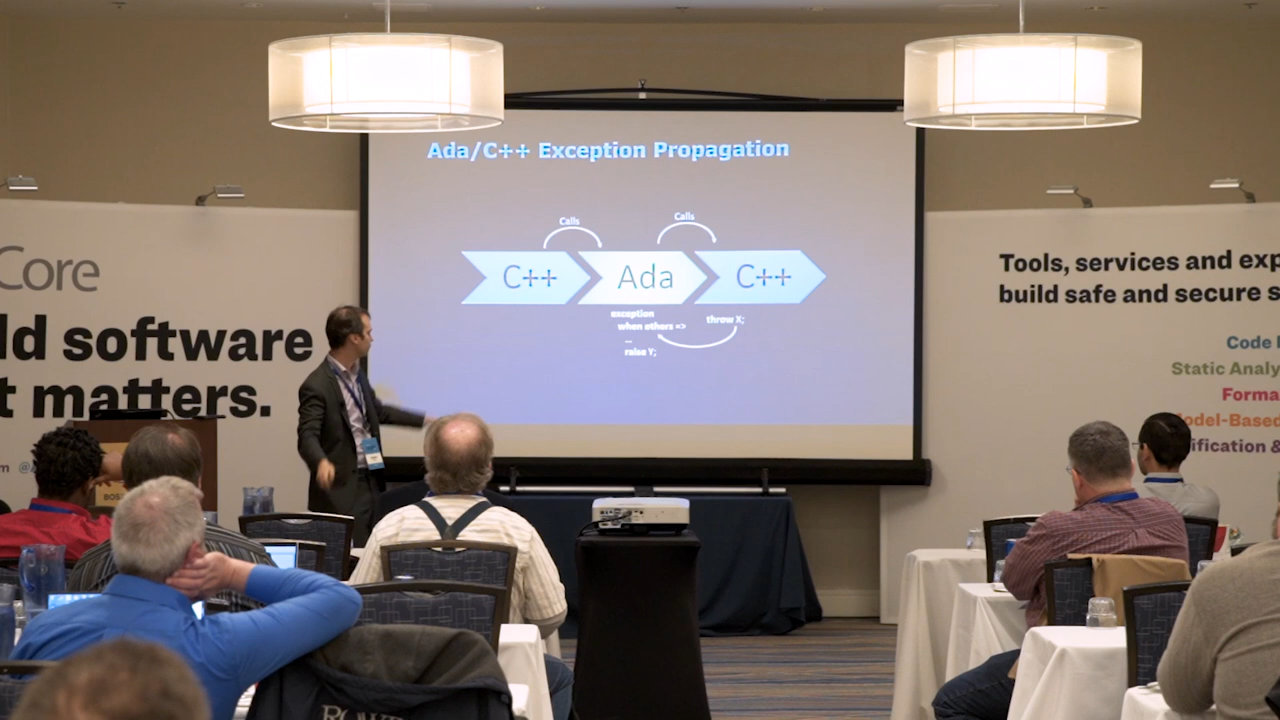 Ada/C++ Exception Propagation
Calls
Calls
C++
Ada
C++
exception
when others =>
...
raise Y;
throw X;
Core
ld software
t matters.
m @
BOS
Tools, services and exp
build safe and secure s
Code
Static Analy
Forma
odel-Based
ification &